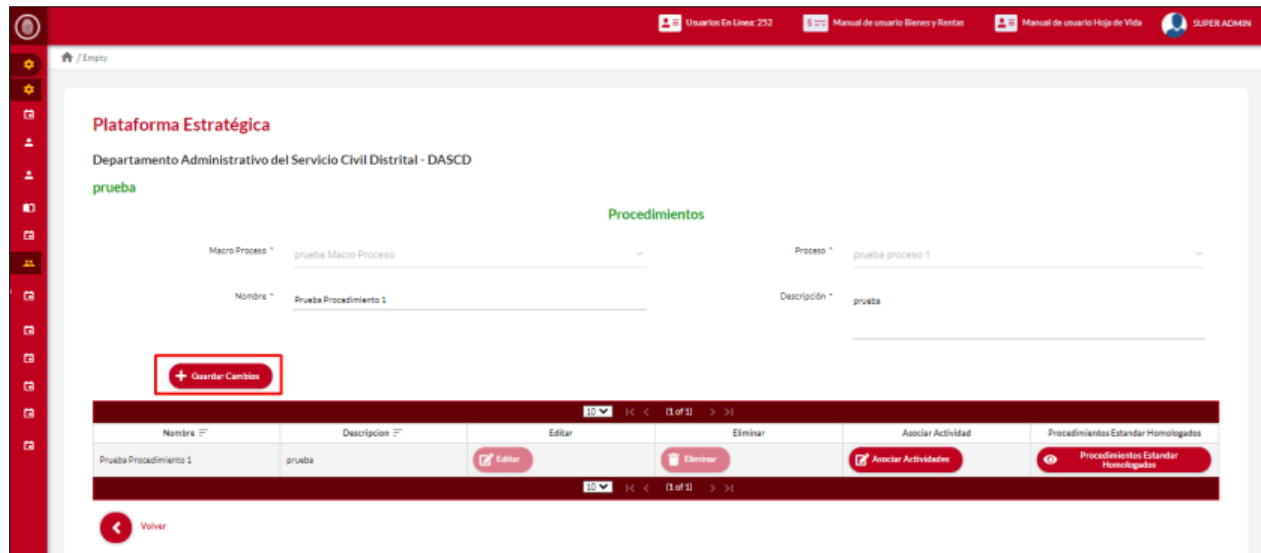 Usuarios En Linea: 252
Manual de usuario Bienes y Rentas
Manual de usuario Hoja de Vida
SUPER ADMIN
/ Empty
Plataforma Estratégica
Departamento Administrativo del Servicio Civil Distrital - DASCD
prueba
Procedimientos
Macro Proceso * prueba Macro Proceso
Proceso * prueba proceso 1
Nombre * Prueba Procedimiento 1
Descripción * prueba
+ Guardar Cambios
10 (1 of 1)
Nombre Descripcion Editar Eliminar Asociar Actividad Procedimientos Estandar Homologados
Prueba Procedimiento 1 prueba Editar Eliminar Asociar Actividades Procedimientos Estandar
Homologados
10 (1 of 1)
Volver